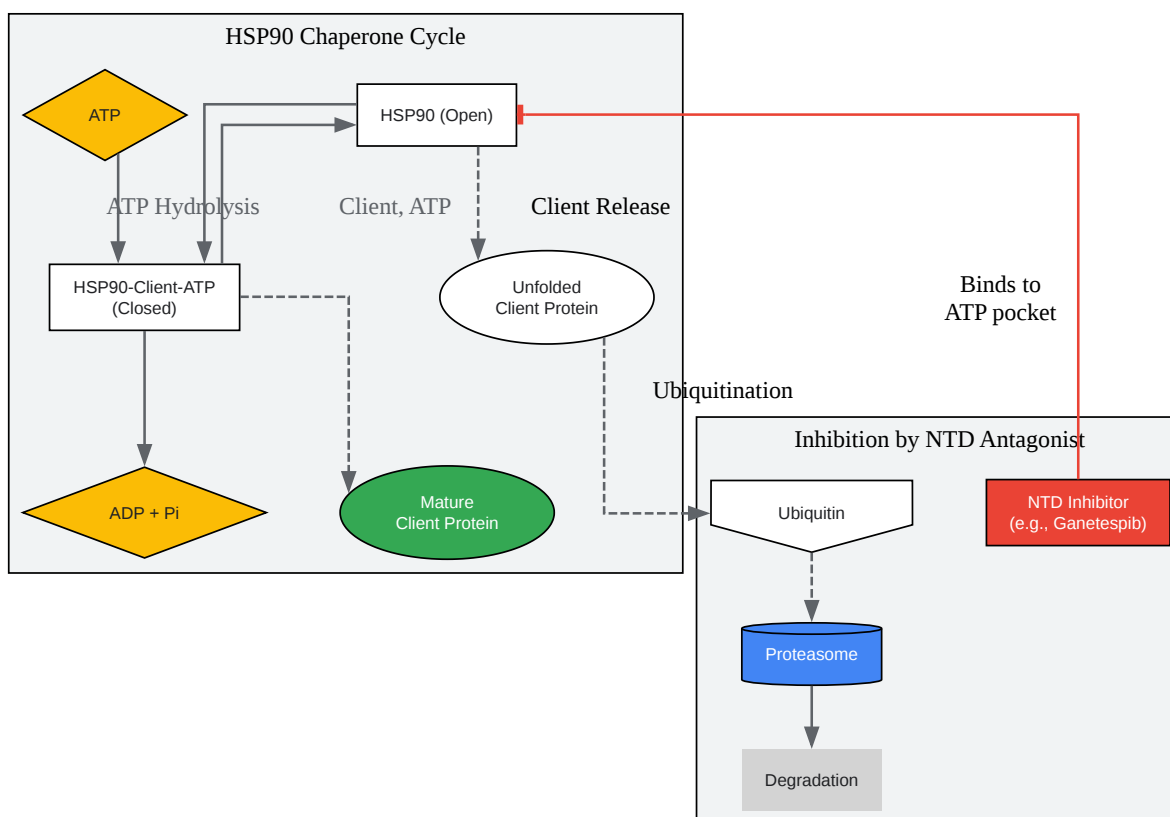 HSP90 Chaperone Cycle
ATP
HSP90 (Open)
ATP Hydrolysis
Client, ATP
Client Release
HSP90-Client-ATP
(Closed)
Unfolded
Client Protein
Binds to
ATP pocket
Ubiquitination
Inhibition by NTD Antagonist
ADP + Pi
Mature
Client Protein
Ubiquitin
NTD Inhibitor
(e.g., Ganetespib)
Proteasome
Degradation